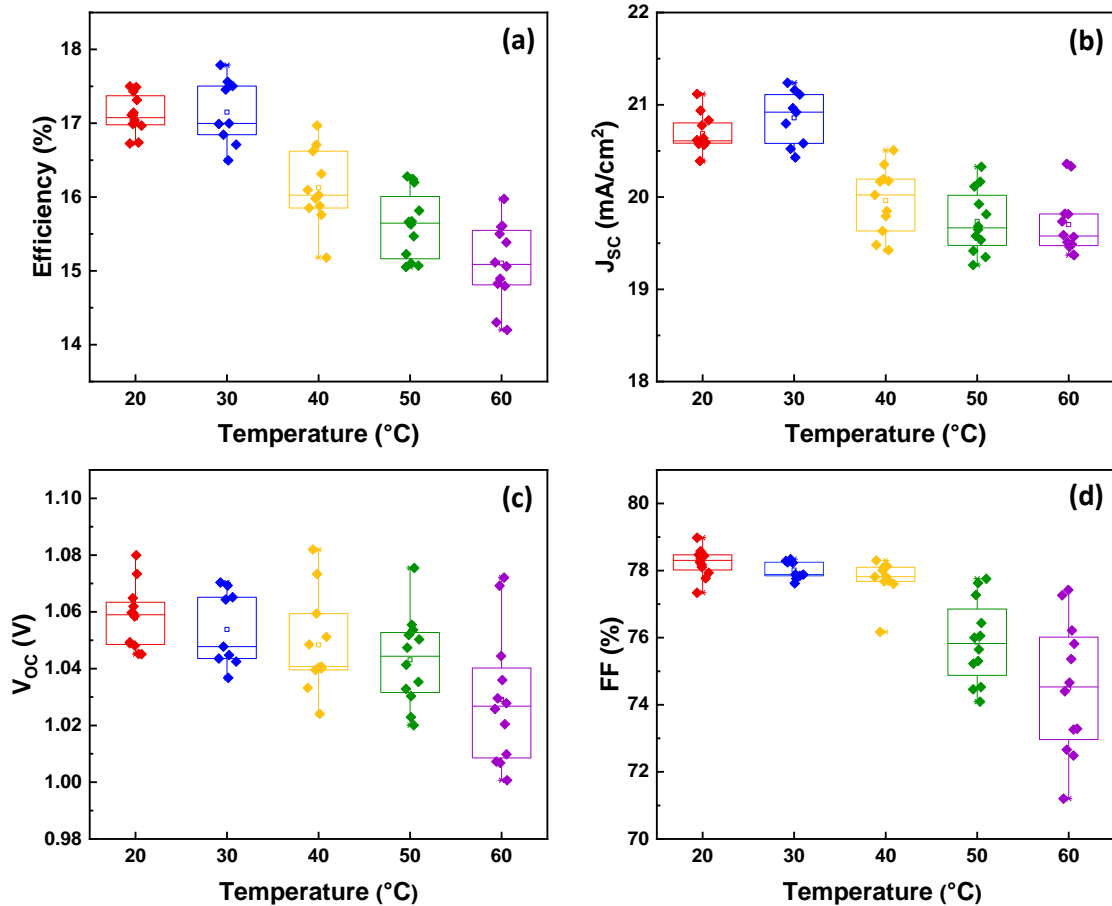 (a)
Efficiency (%)
18
17
16
15
14
20 30 40 50 60
Temperature (°C)
(b)
J_SC (mA/cm²)
22
21
20
19
18
20 30 40 50 60
Temperature (°C)
(c)
V_OC (V)
1.10
1.08
1.06
1.04
1.02
1.00
0.98
20 30 40 50 60
Temperature (°C)
(d)
FF (%)
80
78
76
74
72
70
20 30 40 50 60
Temperature (°C)